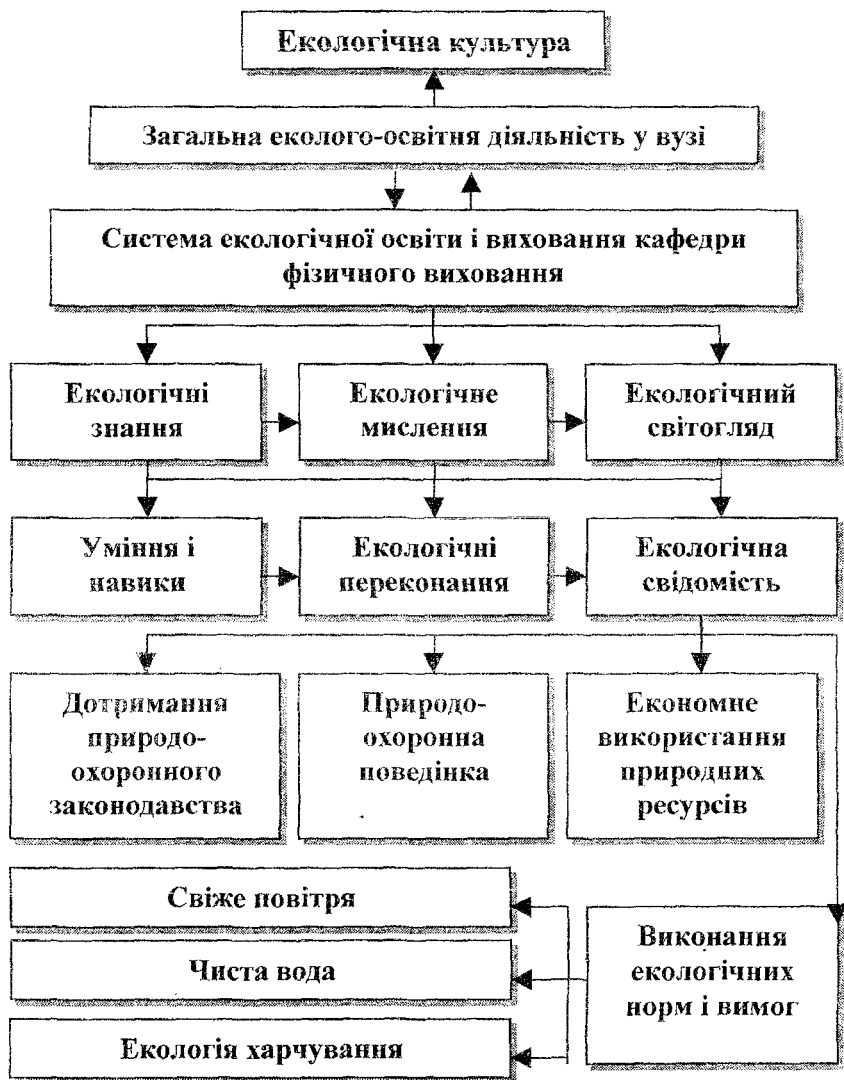 Екологічна культура
Загальна еколого-освітня діяльність у вузі
Система екологічної освіти і виховання кафедри
фізичного виховання
Екологічні
знання
Екологічне
мислення
Екологічний
світогляд
Уміння і
навики
Екологічні
переконання
Екологічна
свідомість
Дотримання
природо-
охоронного
законодавства
Природо-
охоронна
поведінка
Економне
використання
природних
ресурсів
Свіже повітря
Чиста вода
Екологія харчування
Виконання
екологічних
норм і вимог